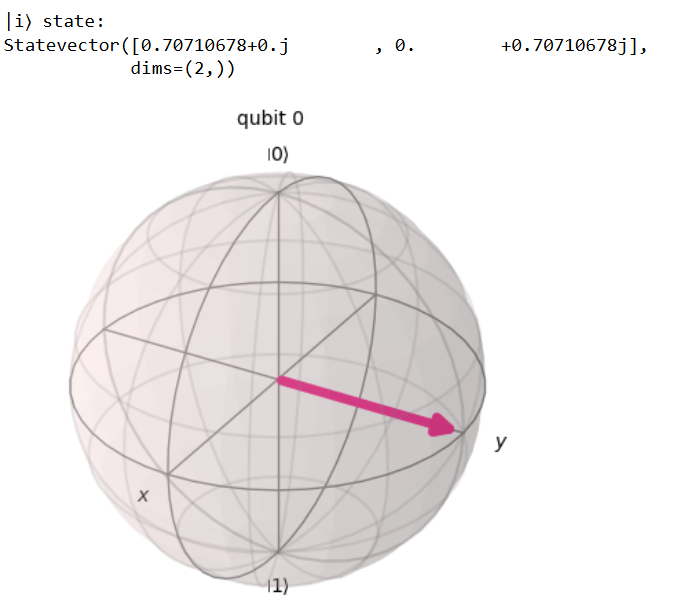 |i⟩ state:
Statevector([0.70710678+0.j        , 0.        +0.70710678j],
            dims=(2,))
qubit 0
|0⟩
y
x
|1⟩